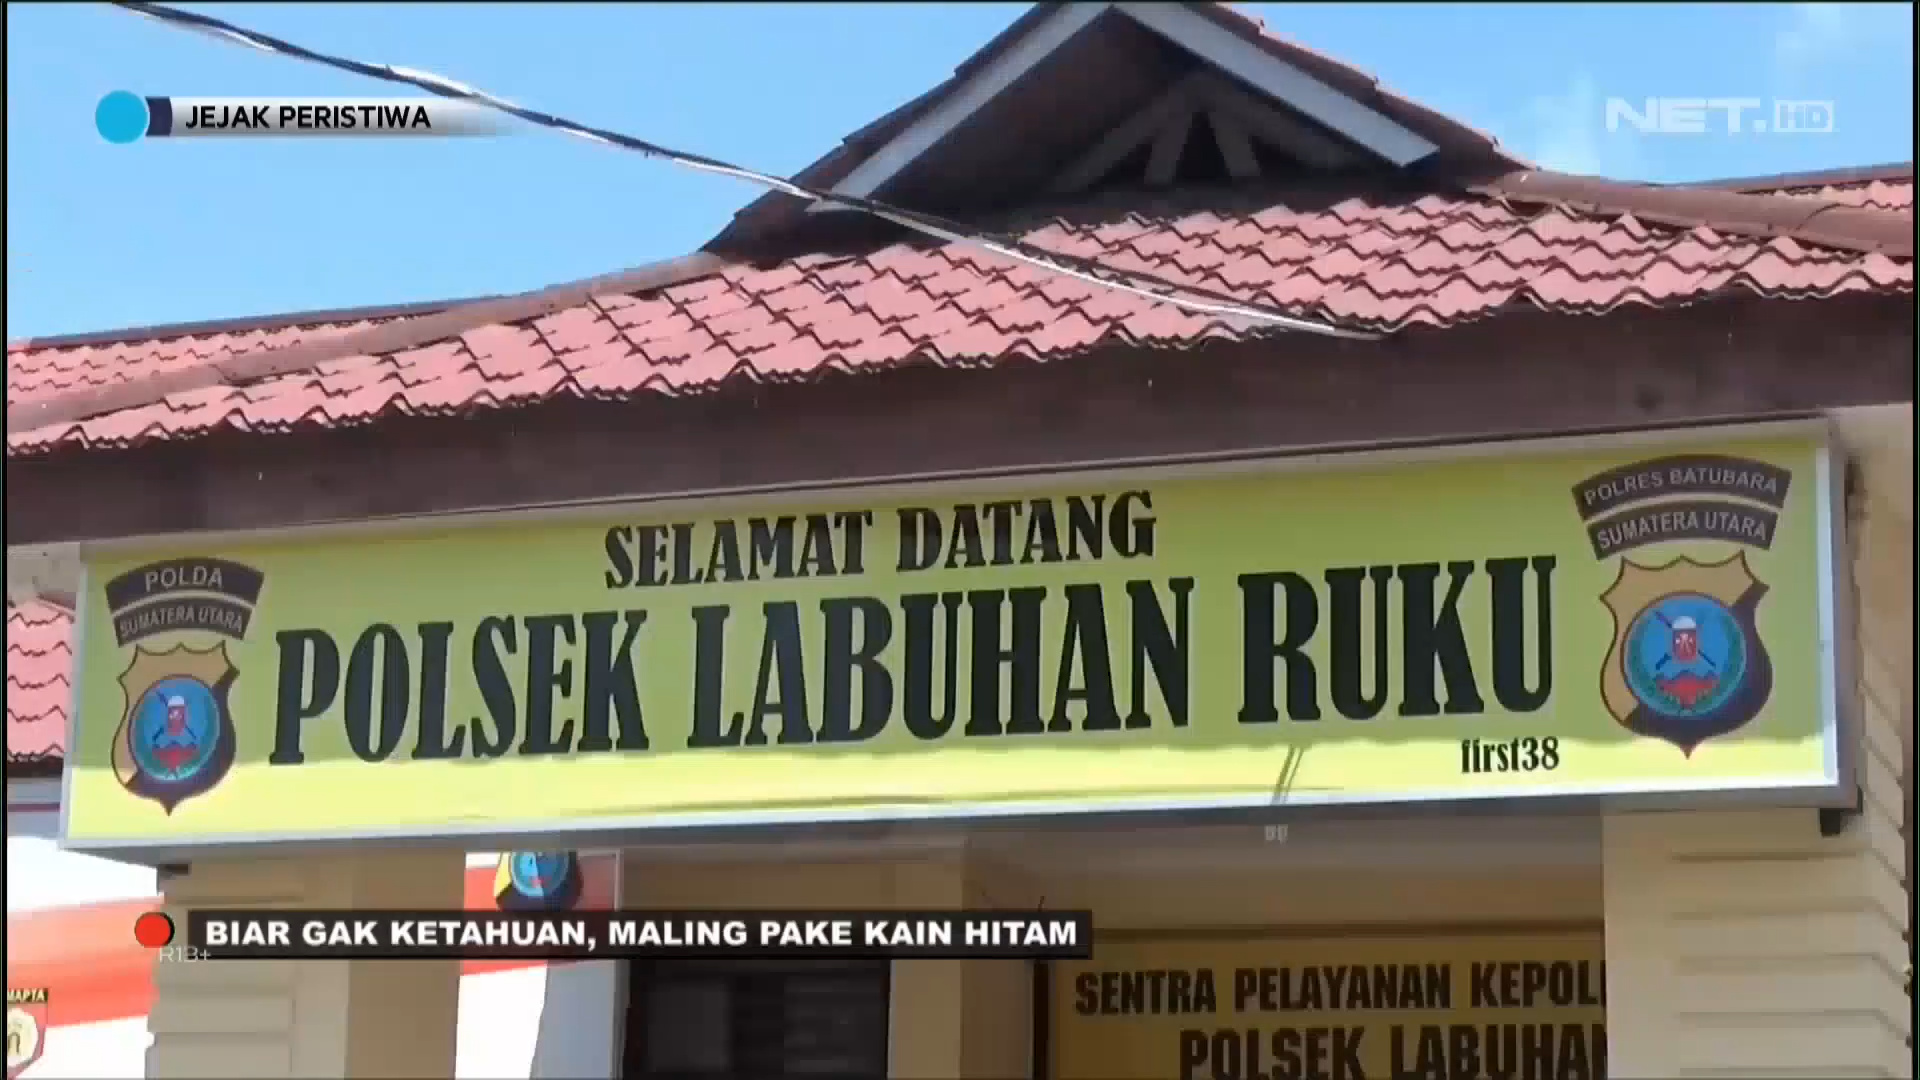 JEJAK PERISTIWA
NET. HD
SELAMAT DATANG
POLSEK LABUHAN RUKU
first38
POLDA
SUMATERA UTARA
POLRES BATUBARA
SUMATERA UTARA
BIAR GAK KETAHUAN, MALING PAKE KAIN HITAM
R13+
SENTRA PELAYANAN KEPOL
POLSEK LABUHAN